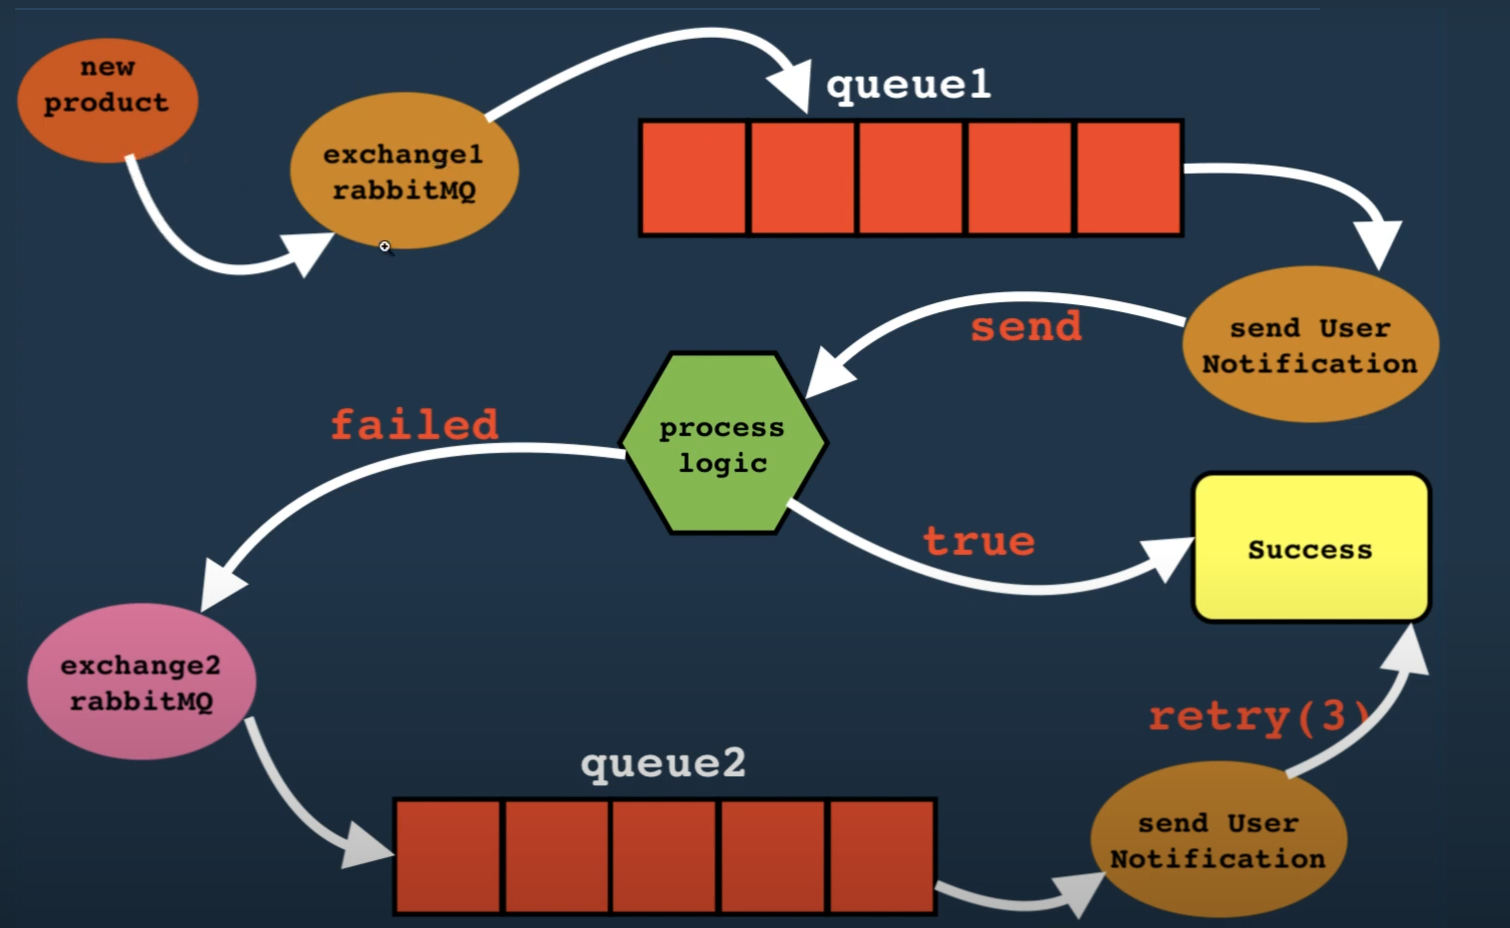 new
product
exchange1
rabbitMQ
queue1
send User
Notification
send
process
logic
failed
true
Success
exchange2
rabbitMQ
queue2
retry(3)
send User
Notification